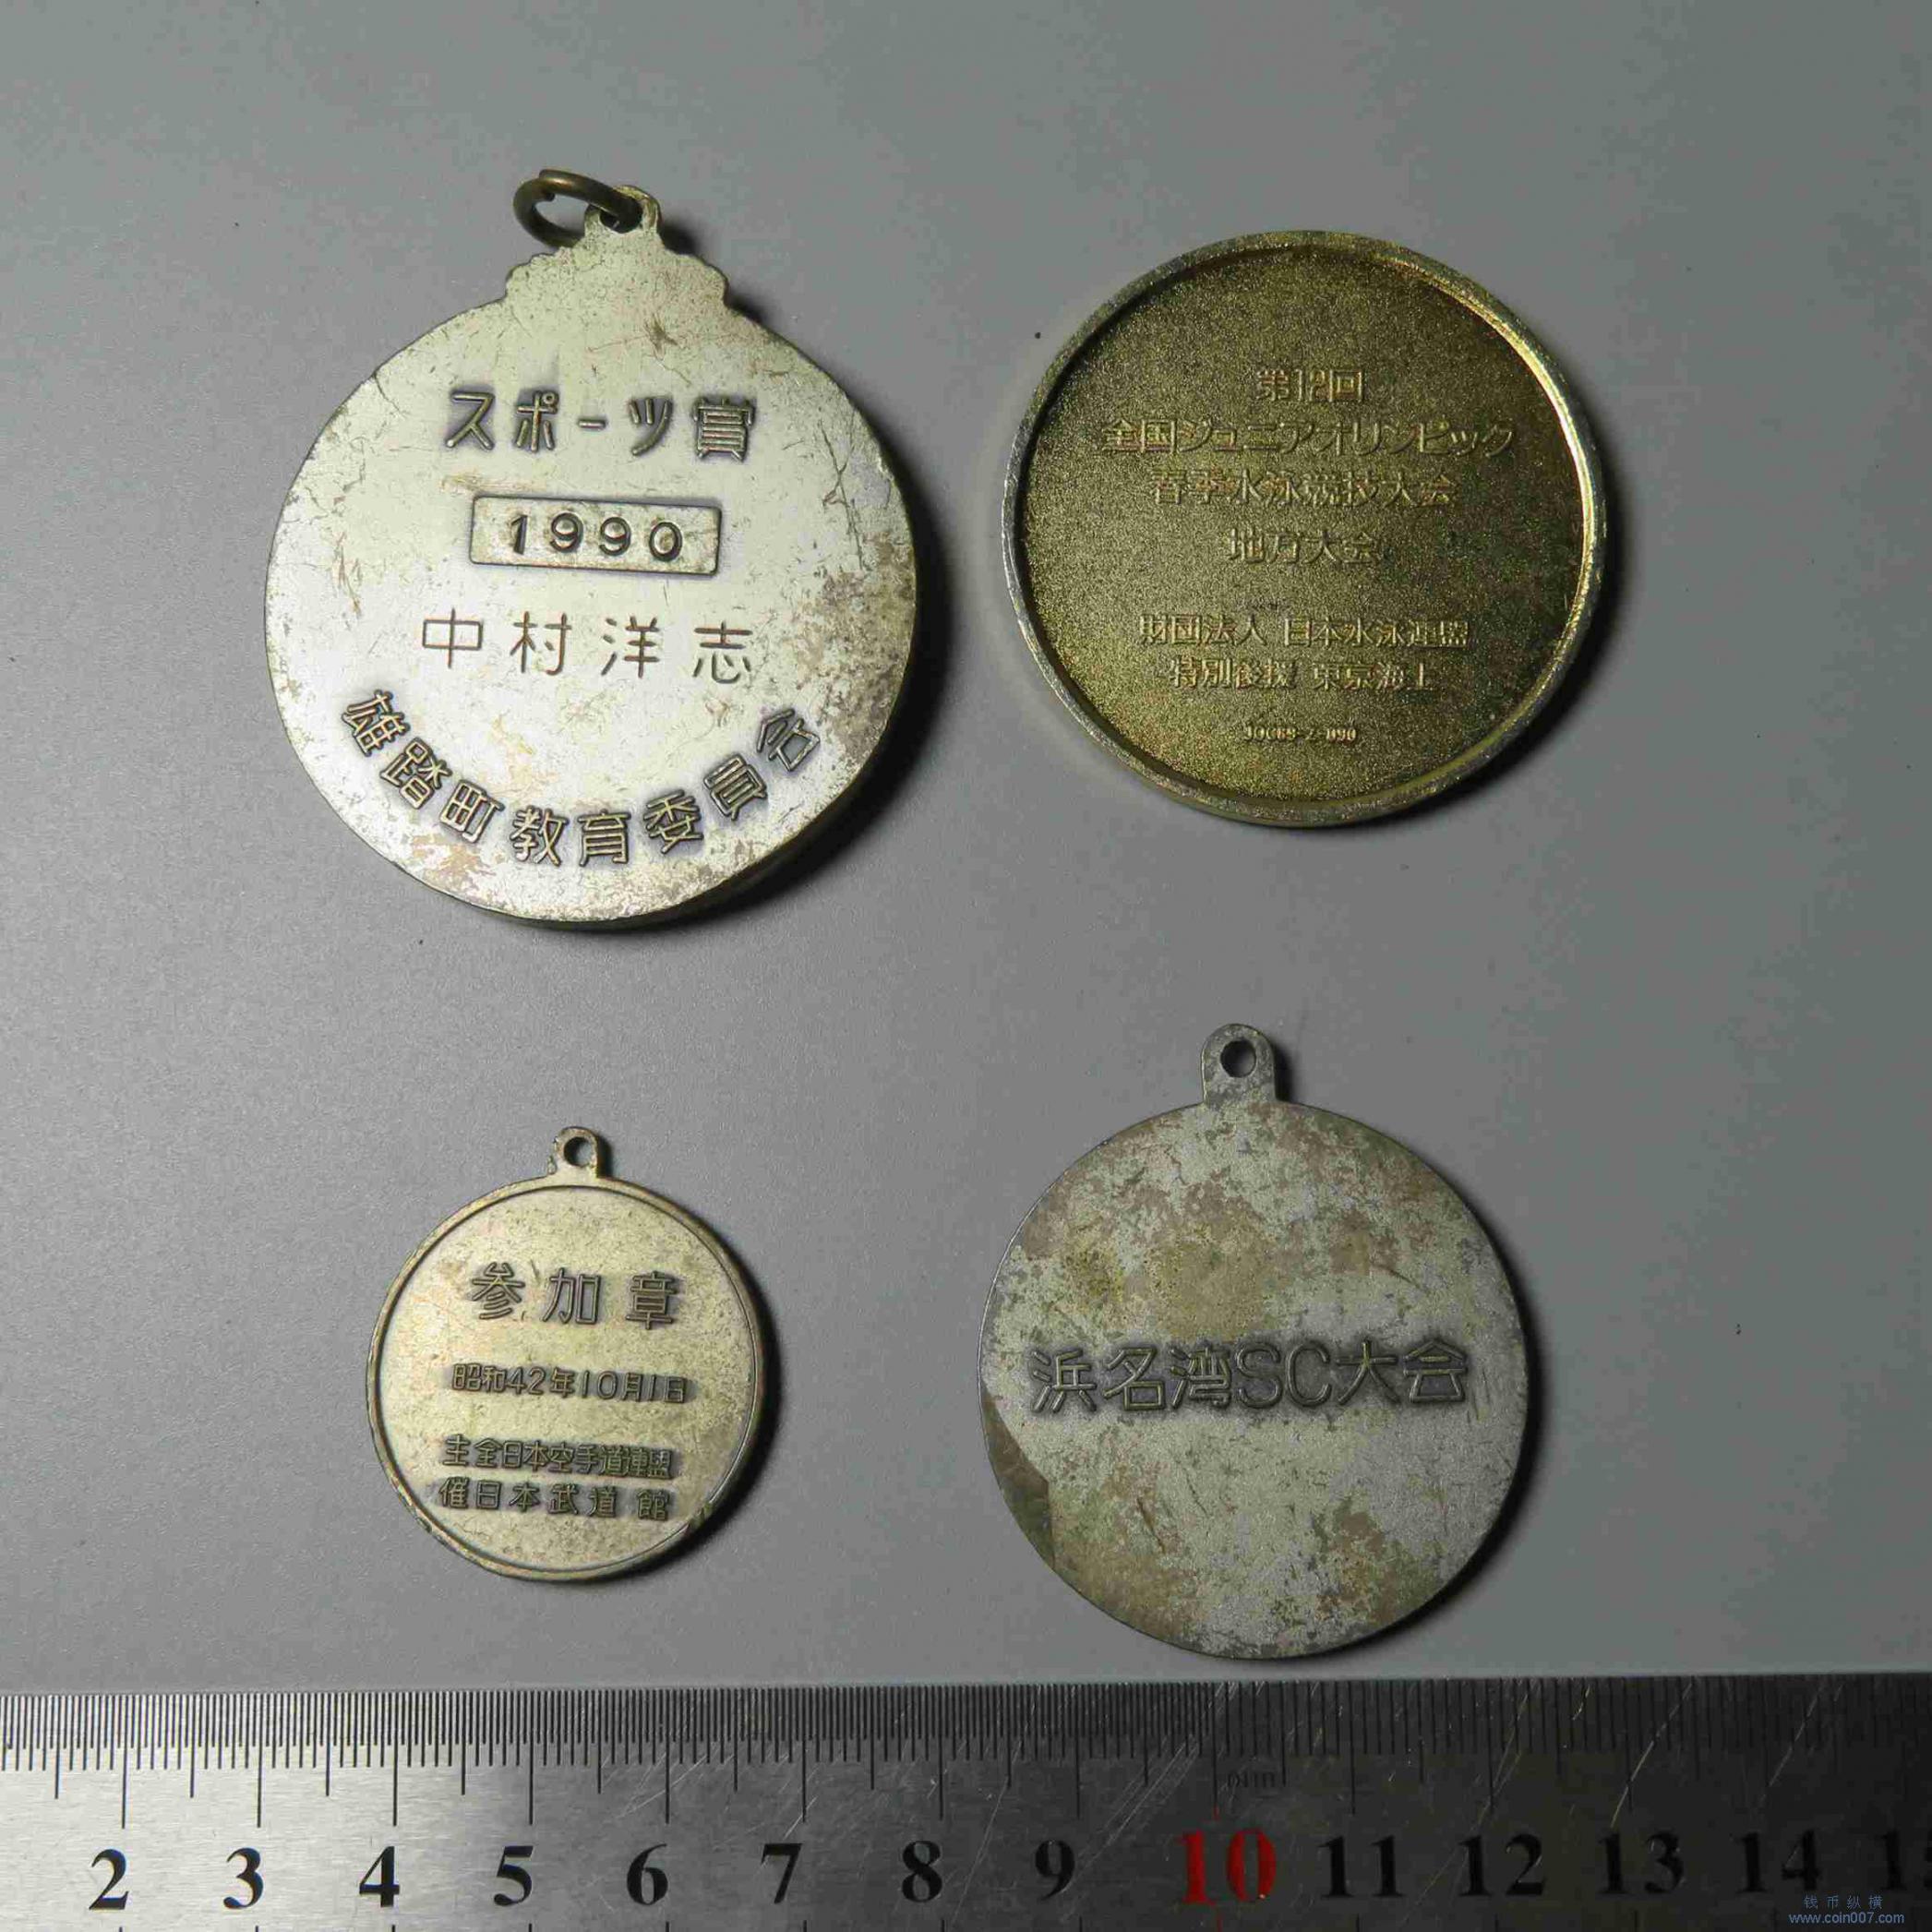 スポーツ賞
1990
中村洋志
雄踏町教育委員会
第12回
全国ジュニアオリンピック
春季水泳競技大会
地方大会
財団法人 日本水泳連盟
特別後援 東京海上
参加章
昭和42年10月1日
主全日本空手道連盟
催日本武道館
浜名湾SC大会
2 3 4 5 6 7 8 9 10 11 12 13 14 15
钱币纵横
www.coin007.com